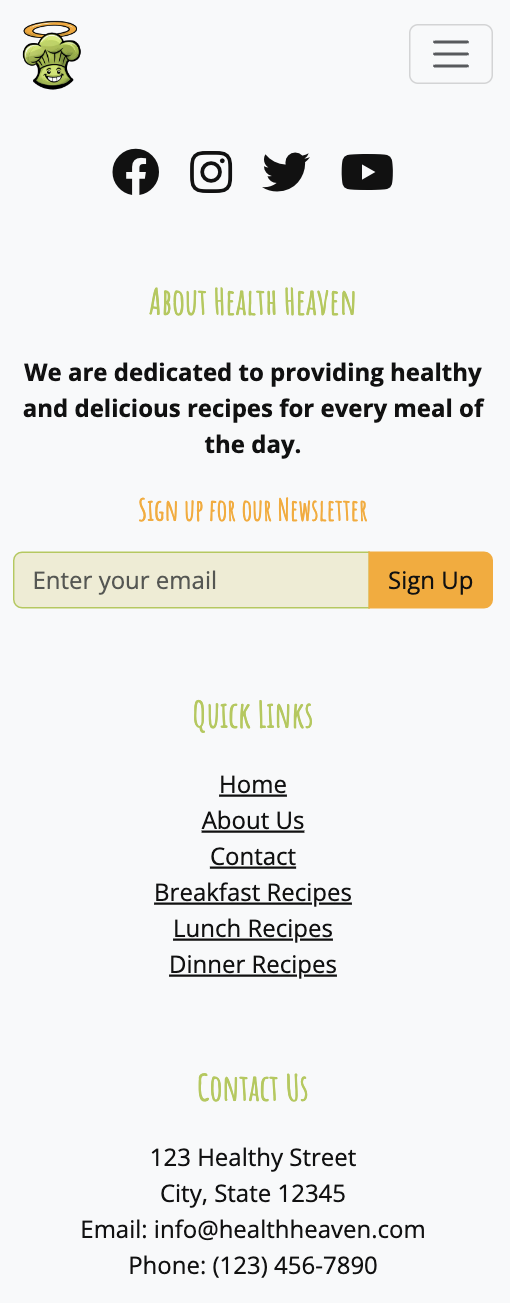 About Health Heaven
We are dedicated to providing healthy
and delicious recipes for every meal of
the day.
Sign up for our Newsletter
Enter your email
Sign Up
Quick Links
Home
About Us
Contact
Breakfast Recipes
Lunch Recipes
Dinner Recipes
Contact Us
123 Healthy Street
City, State 12345
Email: info@healthheaven.com
Phone: (123) 456-7890